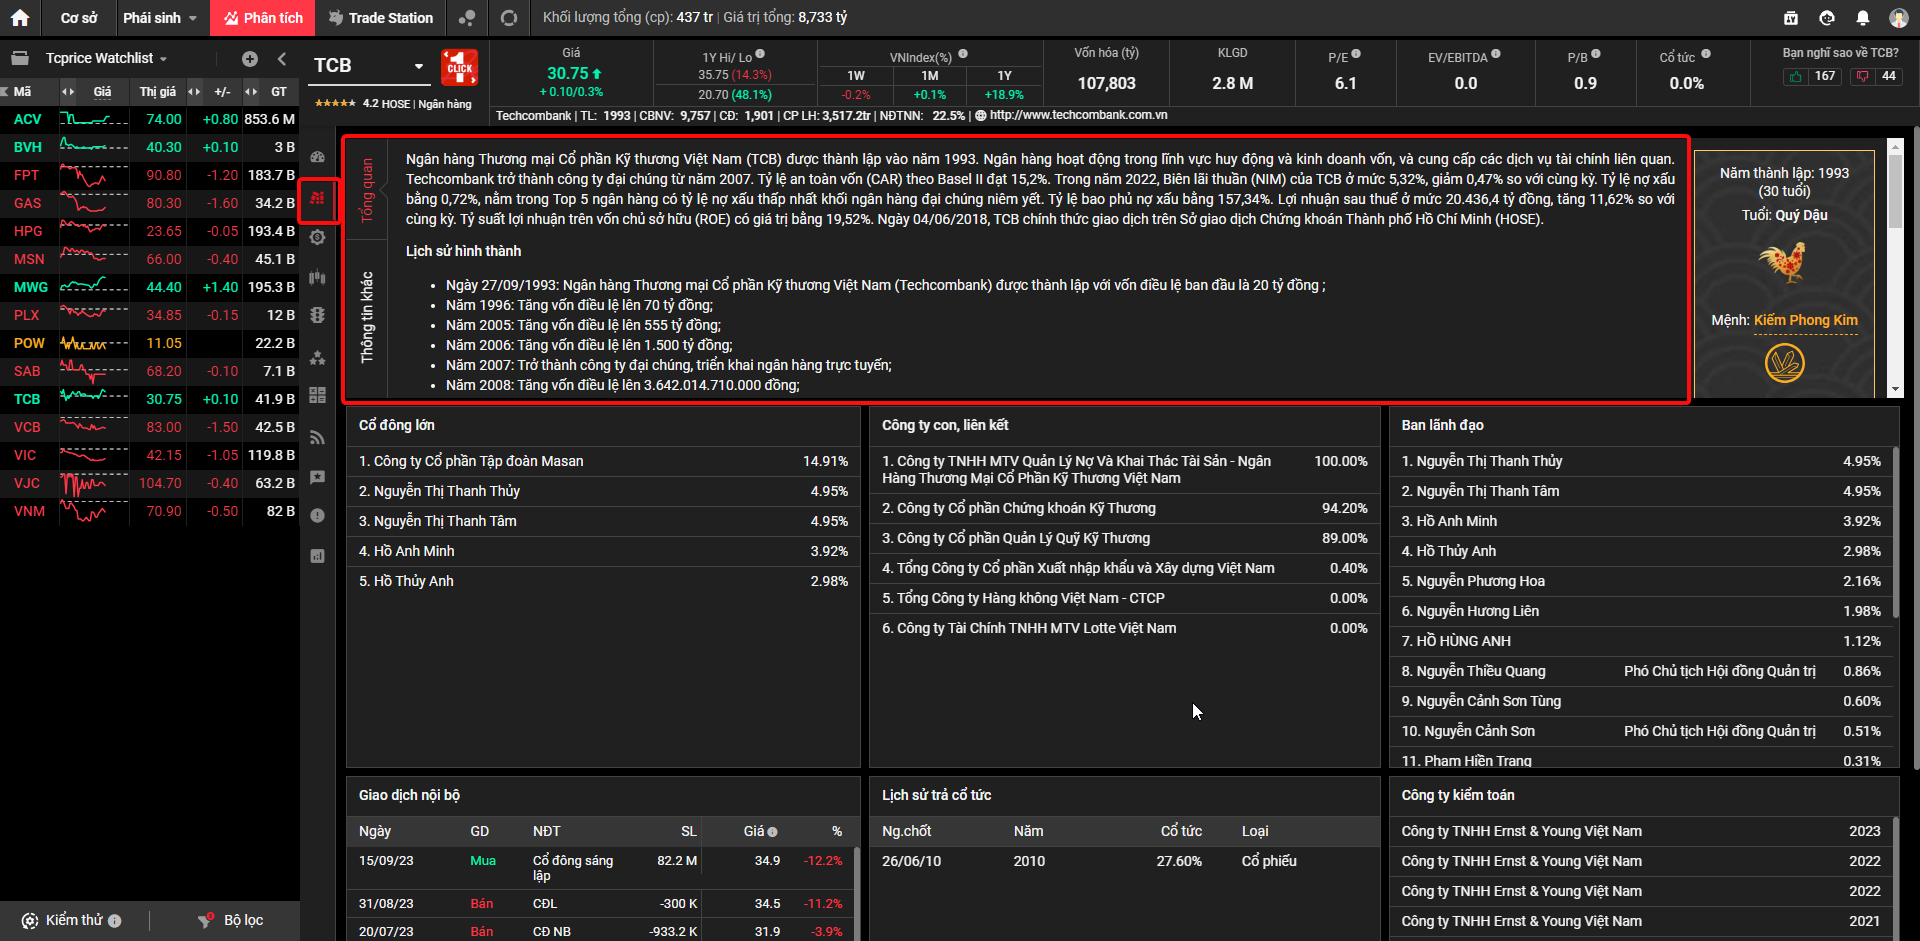 Cơ sở Phái sinh Phân tích Trade Station Khối lượng tổng (cp): 437 tr | Giá trị tổng: 8,733 tỷ
Tcprice Watchlist
Mã Giá Thị giá +/- GT
ACV 74.00 +0.80 853.6 M
BVH 40.30 +0.10 3 B
FPT 90.80 -1.20 183.7 B
GAS 80.30 -1.60 34.2 B
HPG 23.65 -0.05 193.4 B
MSN 66.00 -0.40 45.1 B
MWG 44.40 +1.40 195.3 B
PLX 34.85 -0.15 12 B
POW 11.05 22.2 B
SAB 68.20 -0.10 7.1 B
TCB 30.75 +0.10 41.9 B
VCB 83.00 -1.50 42.5 B
VIC 42.15 -1.05 119.8 B
VJC 104.70 -0.40 63.2 B
VNM 70.90 -0.50 82 B
Kiểm thử Bộ lọc
TCB
1 CLICK
4.2 HOSE | Ngân hàng
Giá
30.75
+ 0.10/0.3%
1Y Hi/ Lo
35.75 (14.3%)
20.70 (48.1%)
VNIndex(%)
1W 1M 1Y
-0.2% +0.1% +18.9%
Vốn hóa (tỷ)
107,803
KLGD
2.8 M
P/E
6.1
EV/EBITDA
0.0
P/B
0.9
Cổ tức
0.0%
Bạn nghĩ sao về TCB?
167 44
Techcombank | TL: 1993 | CBNV: 9,757 | CĐ: 1,901 | CP LH: 3,517.2tr | NĐTNN: 22.5% | http://www.techcombank.com.vn
Tổng quan
Thông tin khác
Ngân hàng Thương mại Cổ phần Kỹ thương Việt Nam (TCB) được thành lập vào năm 1993. Ngân hàng hoạt động trong lĩnh vực huy động và kinh doanh vốn, và cung cấp các dịch vụ tài chính liên quan.
Techcombank trở thành công ty đại chúng từ năm 2007. Tỷ lệ an toàn vốn (CAR) theo Basel II đạt 15,2%. Trong năm 2022, Biên lãi thuần (NIM) của TCB ở mức 5,32%, giảm 0,47% so với cùng kỳ. Tỷ lệ nợ xấu
bằng 0,72%, nằm trong Top 5 ngân hàng có tỷ lệ nợ xấu thấp nhất khối ngân hàng đại chúng niêm yết. Tỷ lệ bao phủ nợ xấu bằng 157,34%. Lợi nhuận sau thuế ở mức 20.436,4 tỷ đồng, tăng 11,62% so với
cùng kỳ. Tỷ suất lợi nhuận trên vốn chủ sở hữu (ROE) có giá trị bằng 19,52%. Ngày 04/06/2018, TCB chính thức giao dịch trên Sở giao dịch Chứng khoán Thành phố Hồ Chí Minh (HOSE).
Lịch sử hình thành
• Ngày 27/09/1993: Ngân hàng Thương mại Cổ phần Kỹ thương Việt Nam (Techcombank) được thành lập với vốn điều lệ ban đầu là 20 tỷ đồng ;
• Năm 1996: Tăng vốn điều lệ lên 70 tỷ đồng;
• Năm 2005: Tăng vốn điều lệ lên 555 tỷ đồng;
• Năm 2006: Tăng vốn điều lệ lên 1.500 tỷ đồng;
• Năm 2007: Trở thành công ty đại chúng, triển khai ngân hàng trực tuyến;
• Năm 2008: Tăng vốn điều lệ lên 3.642.014.710.000 đồng;
Năm thành lập: 1993
(30 tuổi)
Tuổi: Quý Dậu
Mệnh: Kiếm Phong Kim
Cổ đông lớn
1. Công ty Cổ phần Tập đoàn Masan 14.91%
2. Nguyễn Thị Thanh Thủy 4.95%
3. Nguyễn Thị Thanh Tâm 4.95%
4. Hồ Anh Minh 3.92%
5. Hồ Thủy Anh 2.98%
Công ty con, liên kết
1. Công ty TNHH MTV Quản Lý Nợ Và Khai Thác Tài Sản - Ngân 100.00%
Hàng Thương Mại Cổ Phần Kỹ Thương Việt Nam
2. Công ty Cổ phần Chứng khoán Kỹ Thương 94.20%
3. Công ty Cổ phần Quản Lý Quỹ Kỹ Thương 89.00%
4. Tổng Công ty Cổ phần Xuất nhập khẩu và Xây dựng Việt Nam 0.40%
5. Tổng Công ty Hàng không Việt Nam - CTCP 0.00%
6. Công ty Tài Chính TNHH MTV Lotte Việt Nam 0.00%
Ban lãnh đạo
1. Nguyễn Thị Thanh Thủy 4.95%
2. Nguyễn Thị Thanh Tâm 4.95%
3. Hồ Anh Minh 3.92%
4. Hồ Thủy Anh 2.98%
5. Nguyễn Phương Hoa 2.16%
6. Nguyễn Hương Liên 1.98%
7. HỒ HÙNG ANH 1.12%
8. Nguyễn Thiều Quang Phó Chủ tịch Hội đồng Quản trị 0.86%
9. Nguyễn Cảnh Sơn Tùng 0.60%
10. Nguyễn Cảnh Sơn Phó Chủ tịch Hội đồng Quản trị 0.51%
11. Phạm Hiền Trang 0.31%
Giao dịch nội bộ
Ngày GD NĐT SL Giá %
15/09/23 Mua Cổ đông sáng 82.2 M 34.9 -12.2%
lập
31/08/23 Bán CĐL -300 K 34.5 -11.2%
20/07/23 Bán CĐ NB -933.2 K 31.9 -3.9%
Lịch sử trả cổ tức
Ng.chốt Năm Cổ tức Loại
26/06/10 2010 27.60% Cổ phiếu
Công ty kiểm toán
Công ty TNHH Ernst & Young Việt Nam 2023
Công ty TNHH Ernst & Young Việt Nam 2022
Công ty TNHH Ernst & Young Việt Nam 2022
Công ty TNHH Ernst & Young Việt Nam 2021